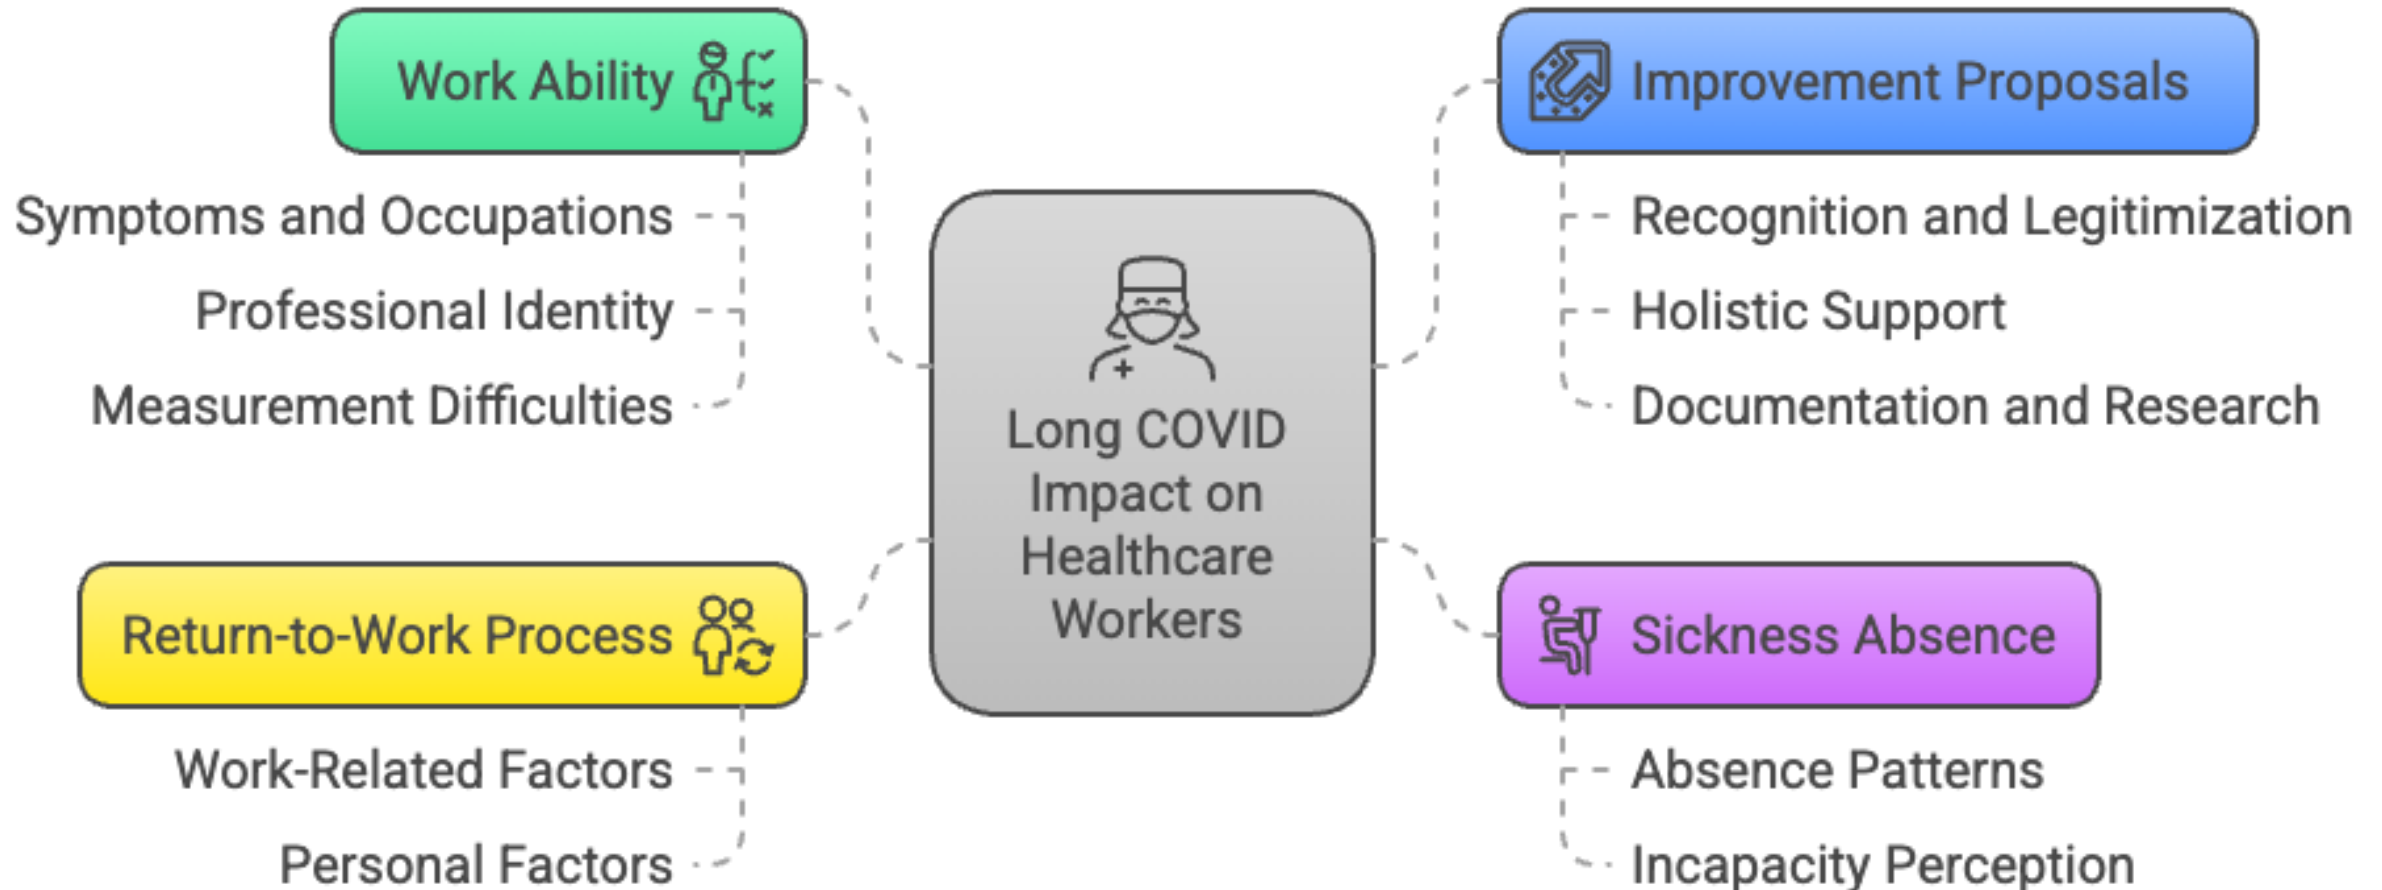 Work Ability
Symptoms and Occupations
Professional Identity
Measurement Difficulties
Return-to-Work Process
Work-Related Factors
Personal Factors
Long COVID
Impact on
Healthcare
Workers
Improvement Proposals
Recognition and Legitimization
Holistic Support
Documentation and Research
Sickness Absence
Absence Patterns
Incapacity Perception